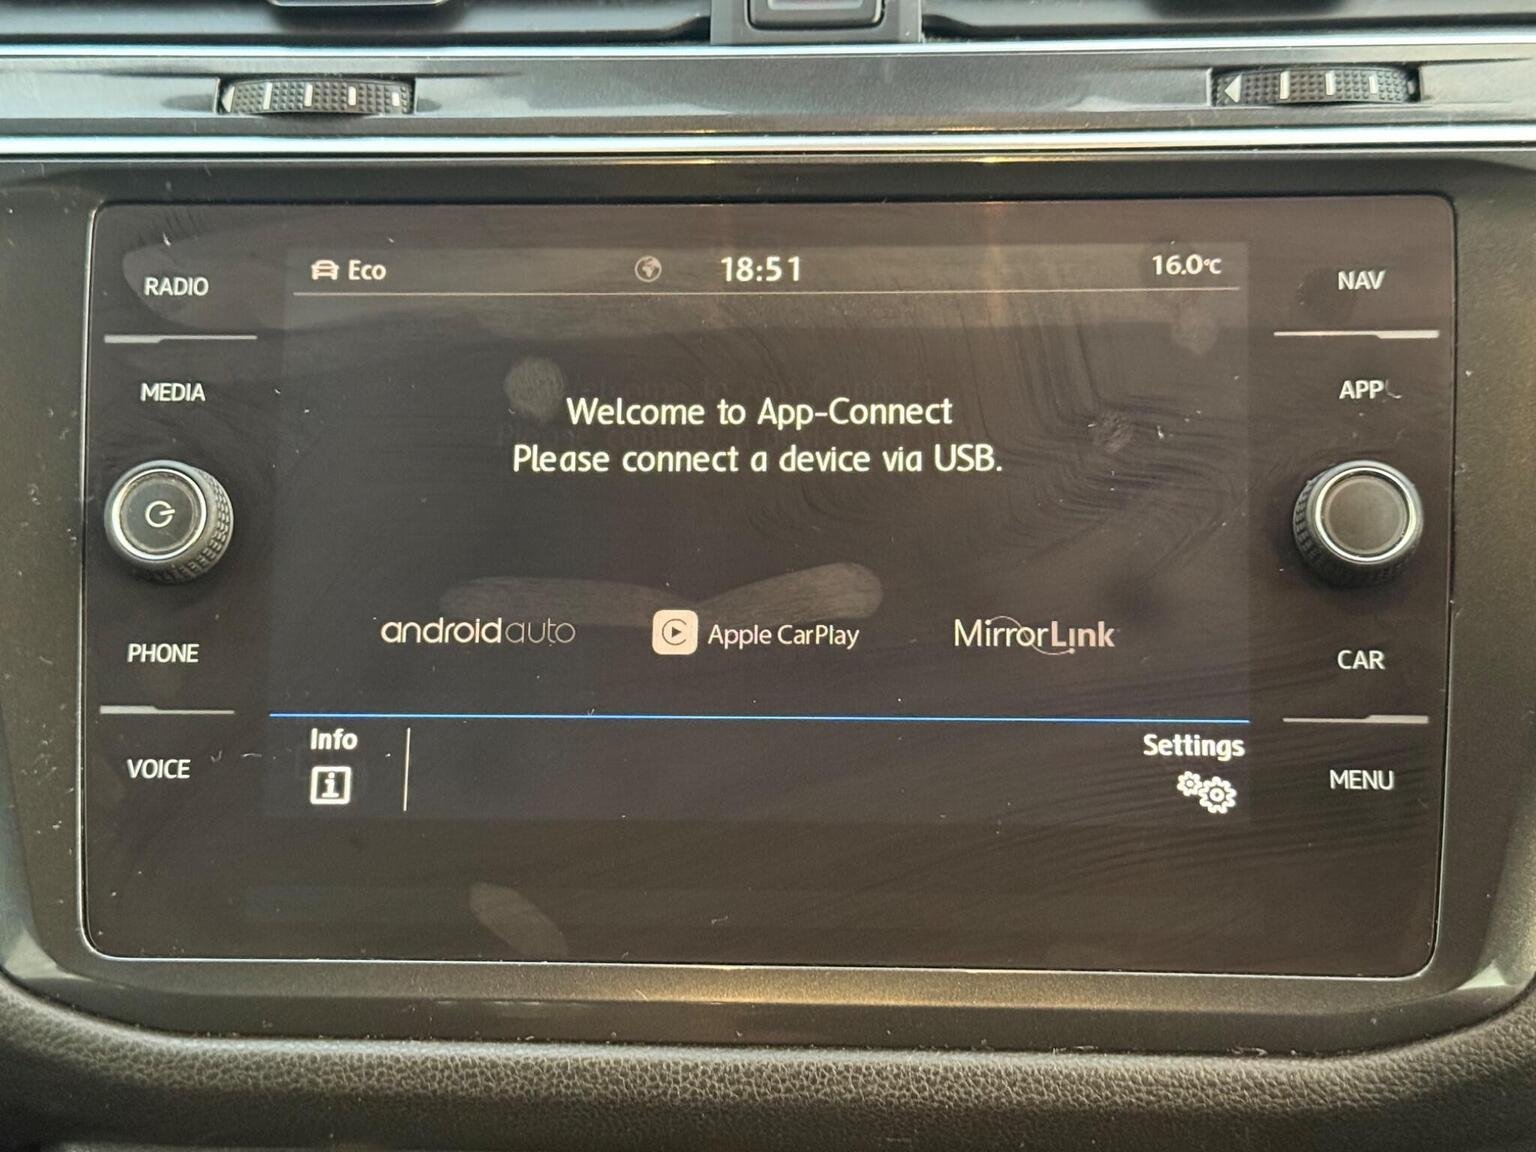 RADIO
MEDIA
PHONE
VOICE
Eco
18:51
16.0°C
Welcome to App-Connect
Please connect a device via USB.
androidauto
Apple CarPlay
MirrorLink
Info
Settings
NAV
APP
CAR
MENU